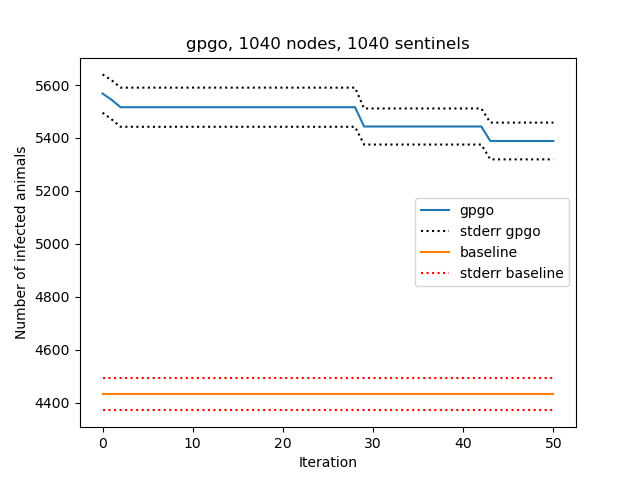 gpgo, 1040 nodes, 1040 sentinels
5600
5400
5200
5000
4800
4600
4400
Number of infected animals
gpgo
stderr gpgo
baseline
stderr baseline
0 10 20 30 40 50
Iteration